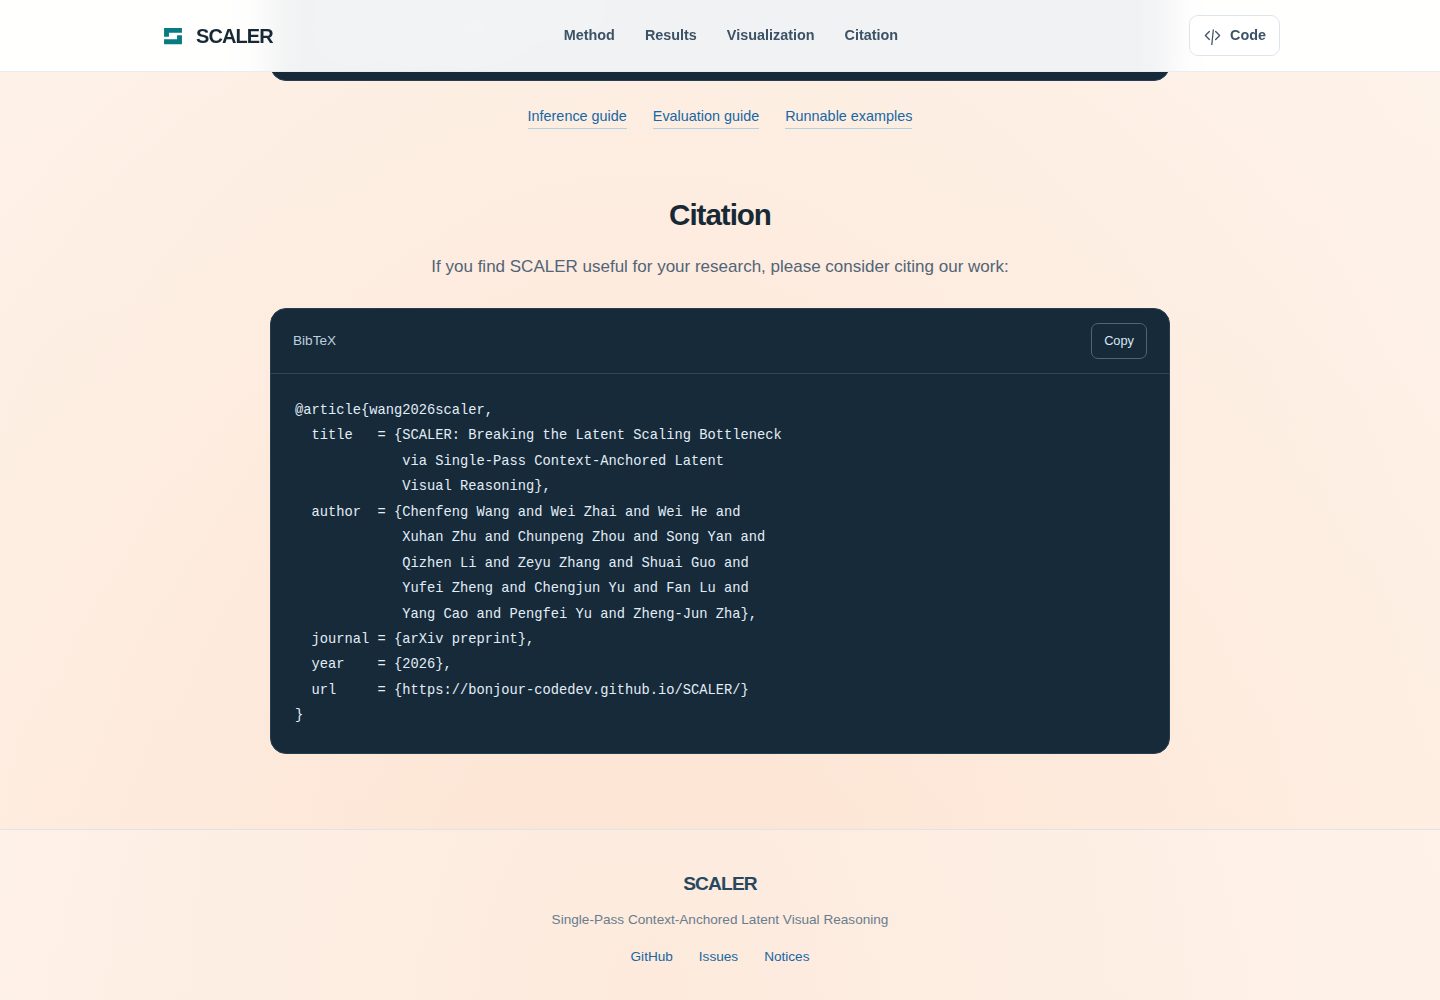 SCALER
Method Results Visualization Citation
Code
Inference guide Evaluation guide Runnable examples
Citation
If you find SCALER useful for your research, please consider citing our work:
BibTeX
Copy
@article{wang2026scaler,
  title   = {SCALER: Breaking the Latent Scaling Bottleneck
             via Single-Pass Context-Anchored Latent
             Visual Reasoning},
  author  = {Chenfeng Wang and Wei Zhai and Wei He and
             Xuhan Zhu and Chunpeng Zhou and Song Yan and
             Qizhen Li and Zeyu Zhang and Shuai Guo and
             Yufei Zheng and Chengjun Yu and Fan Lu and
             Yang Cao and Pengfei Yu and Zheng-Jun Zha},
  journal = {arXiv preprint},
  year    = {2026},
  url     = {https://bonjour-codedev.github.io/SCALER/}
}
SCALER
Single-Pass Context-Anchored Latent Visual Reasoning
GitHub Issues Notices